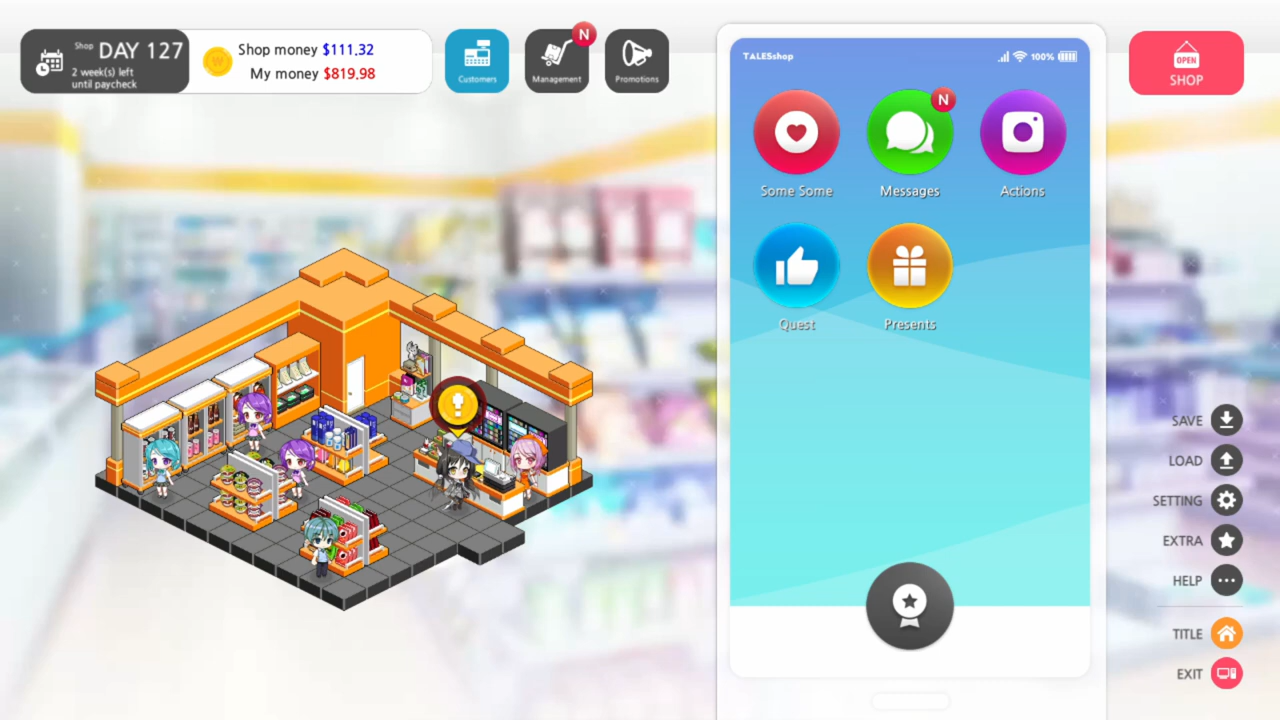 Shop DAY 127
2 week(s) left
until paycheck
Shop money $111.32
My money $819.98
Customers
Management
N
Promotions
TALESshop
100%
OPEN
SHOP
N
Some Some
Messages
Actions
Quest
Presents
SAVE
LOAD
SETTING
EXTRA
HELP
TITLE
EXIT